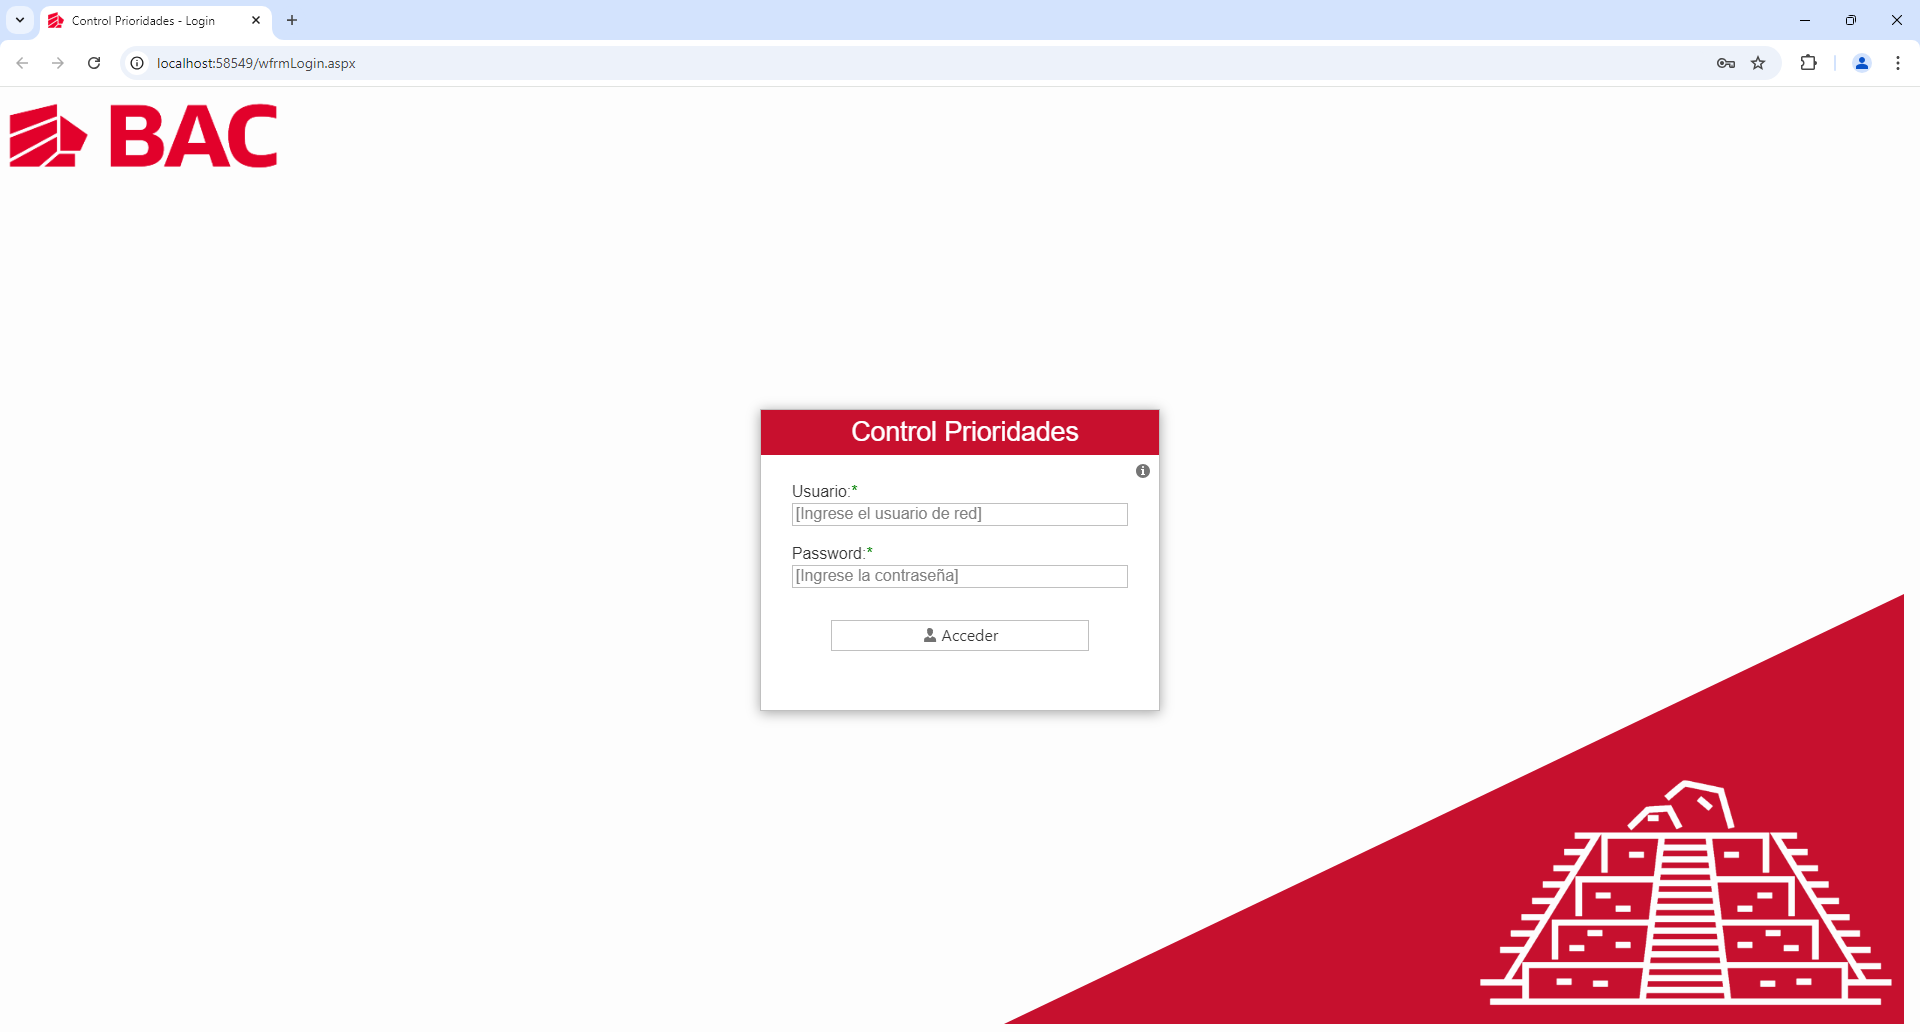 Control Prioridades - Login
localhost:58549/wfrmLogin.aspx
BAC
Control Prioridades
Usuario:*
[Ingrese el usuario de red]
Password:*
[Ingrese la contraseña]
Acceder